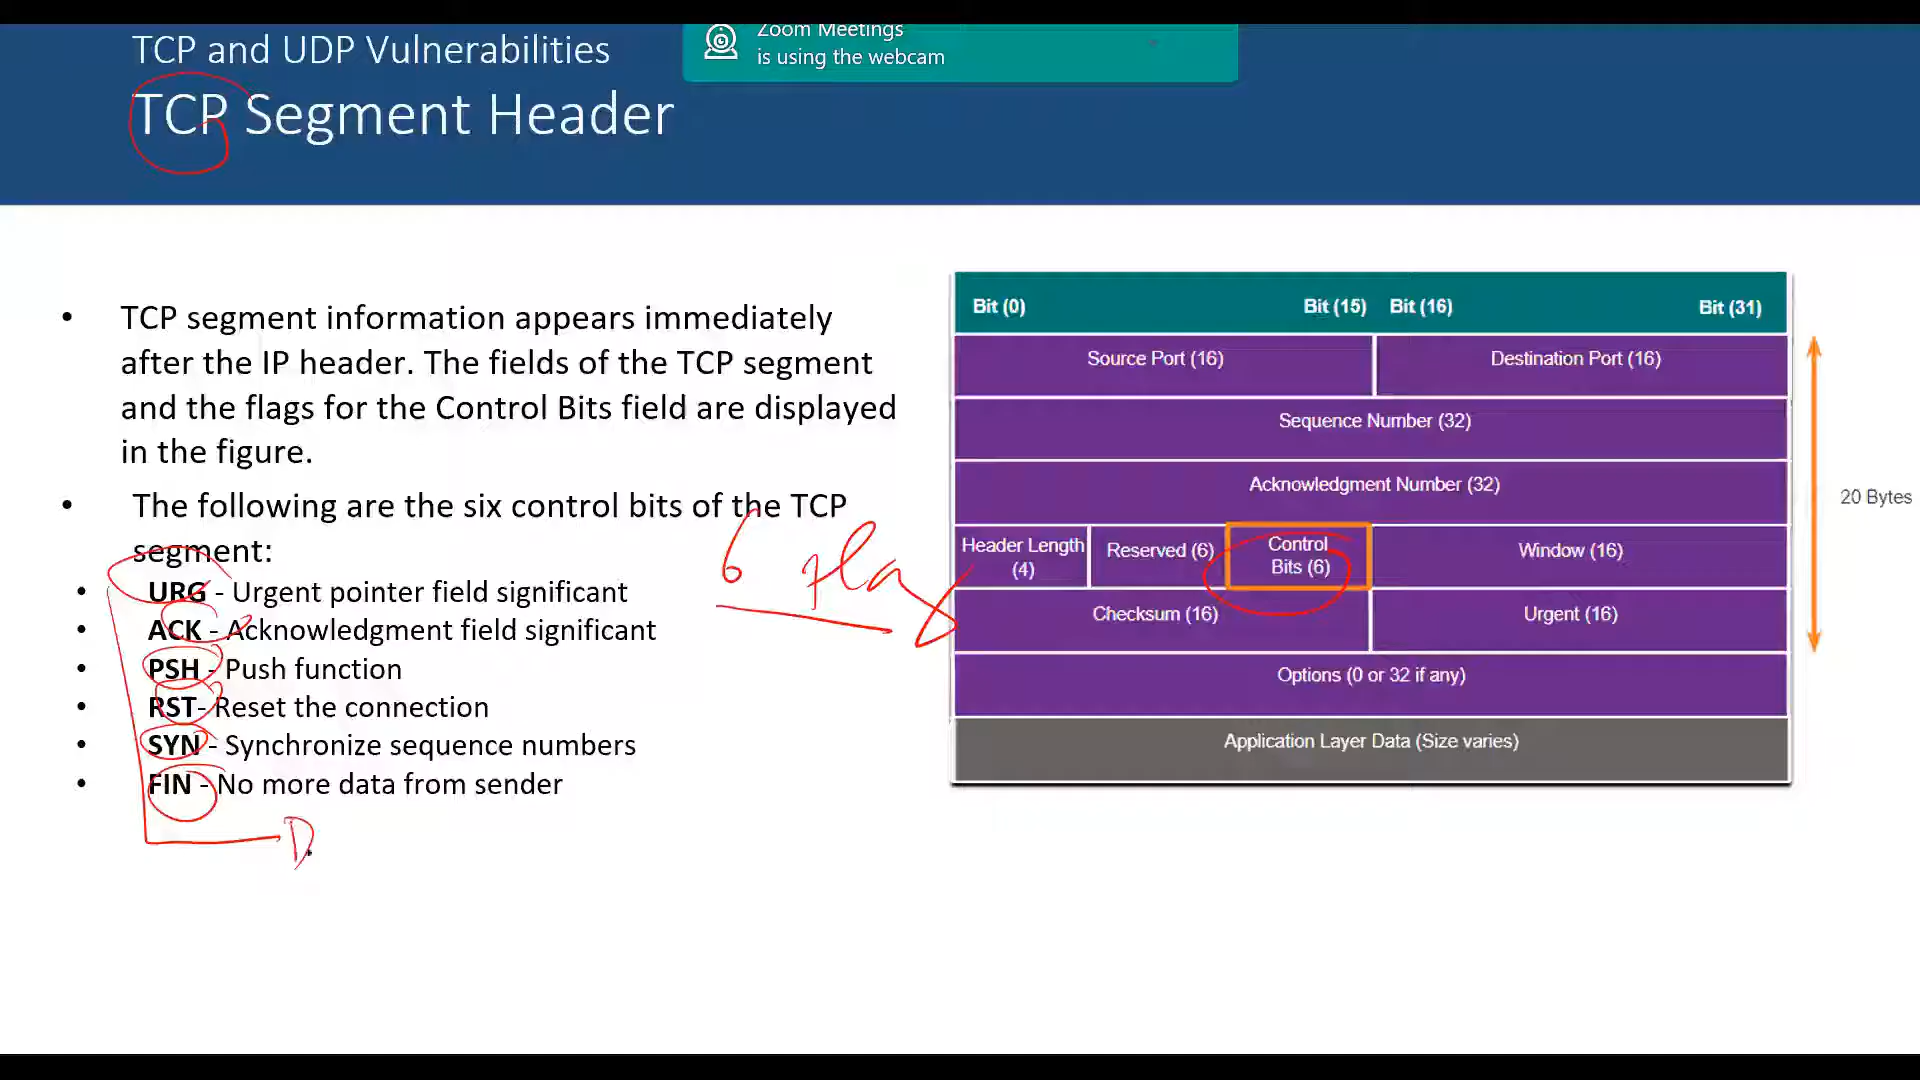 TCP and UDP Vulnerabilities
TCP Segment Header
Zoom Meetings
is using the webcam
• TCP segment information appears immediately
after the IP header. The fields of the TCP segment
and the flags for the Control Bits field are displayed
in the figure.
• The following are the six control bits of the TCP
segment:
• URG - Urgent pointer field significant
• ACK - Acknowledgment field significant
• PSH - Push function
• RST- Reset the connection
• SYN - Synchronize sequence numbers
• FIN - No more data from sender
D
6 fla
Bit (0) Bit (15) Bit (16) Bit (31)
Source Port (16) Destination Port (16)
Sequence Number (32)
Acknowledgment Number (32)
Header Length
(4)
Reserved (6)
Control
Bits (6)
Window (16)
Checksum (16) Urgent (16)
Options (0 or 32 if any)
Application Layer Data (Size varies)
20 Bytes